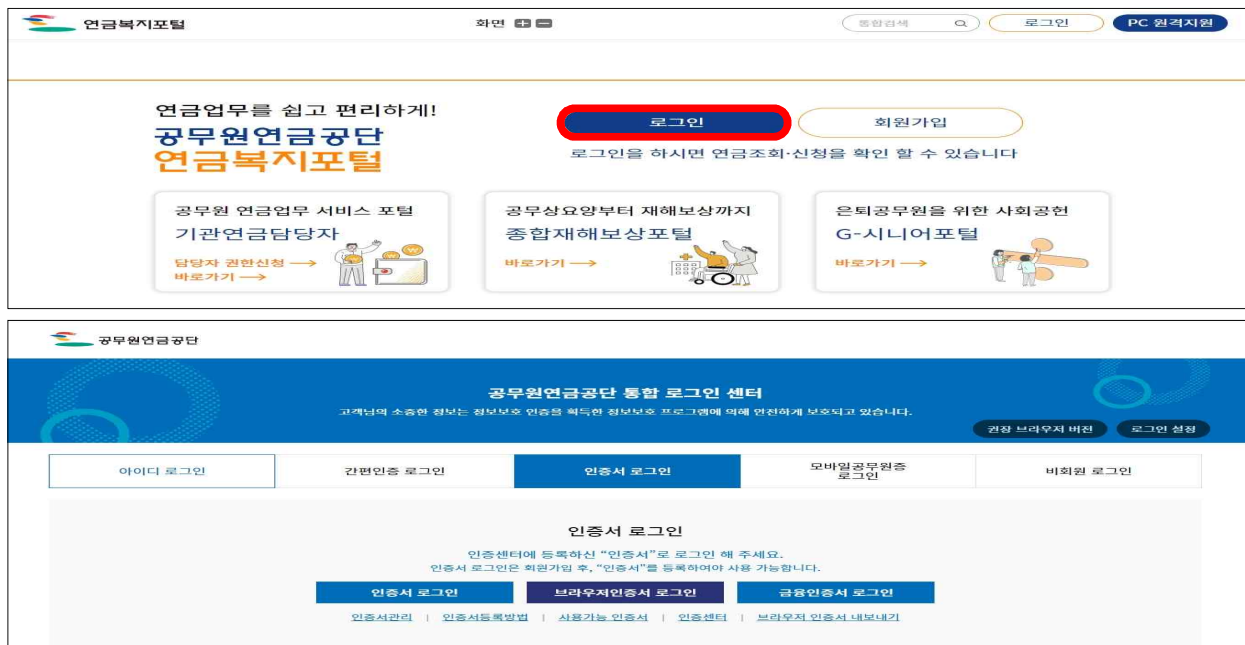 연금복지포털
화면
통합검색
로그인
PC 원격지원
연금업무를 쉽고 편리하게!
공무원연금공단
연금복지포털
로그인
회원가입
로그인을 하시면 연금조회·신청을 확인 할 수 있습니다
공무원 연금업무 서비스 포털
기관연금담당자
담당자 권한신청 →
바로가기 →
공무상요양부터 재해보상까지
종합재해보상포털
바로가기 →
은퇴공무원을 위한 사회공헌
G-시니어포털
바로가기 →
공무원연금공단
공무원연금공단 통합 로그인 센터
고객님의 소중한 정보는 정보보호 인증을 획득한 정보보호 프로그램에 의해 안전하게 보호되고 있습니다.
권장 브라우저 버전
로그인 설정
아이디 로그인
간편인증 로그인
인증서 로그인
모바일공무원증
로그인
비회원 로그인
인증서 로그인
인증센터에 등록하신 “인증서”로 로그인 해 주세요.
인증서 로그인은 회원가입 후, “인증서”를 등록하여야 사용 가능합니다.
인증서 로그인
브라우저인증서 로그인
금융인증서 로그인
인증서관리 | 인증서등록방법 | 사용가능 인증서 | 인증센터 | 브라우저 인증서 내보내기